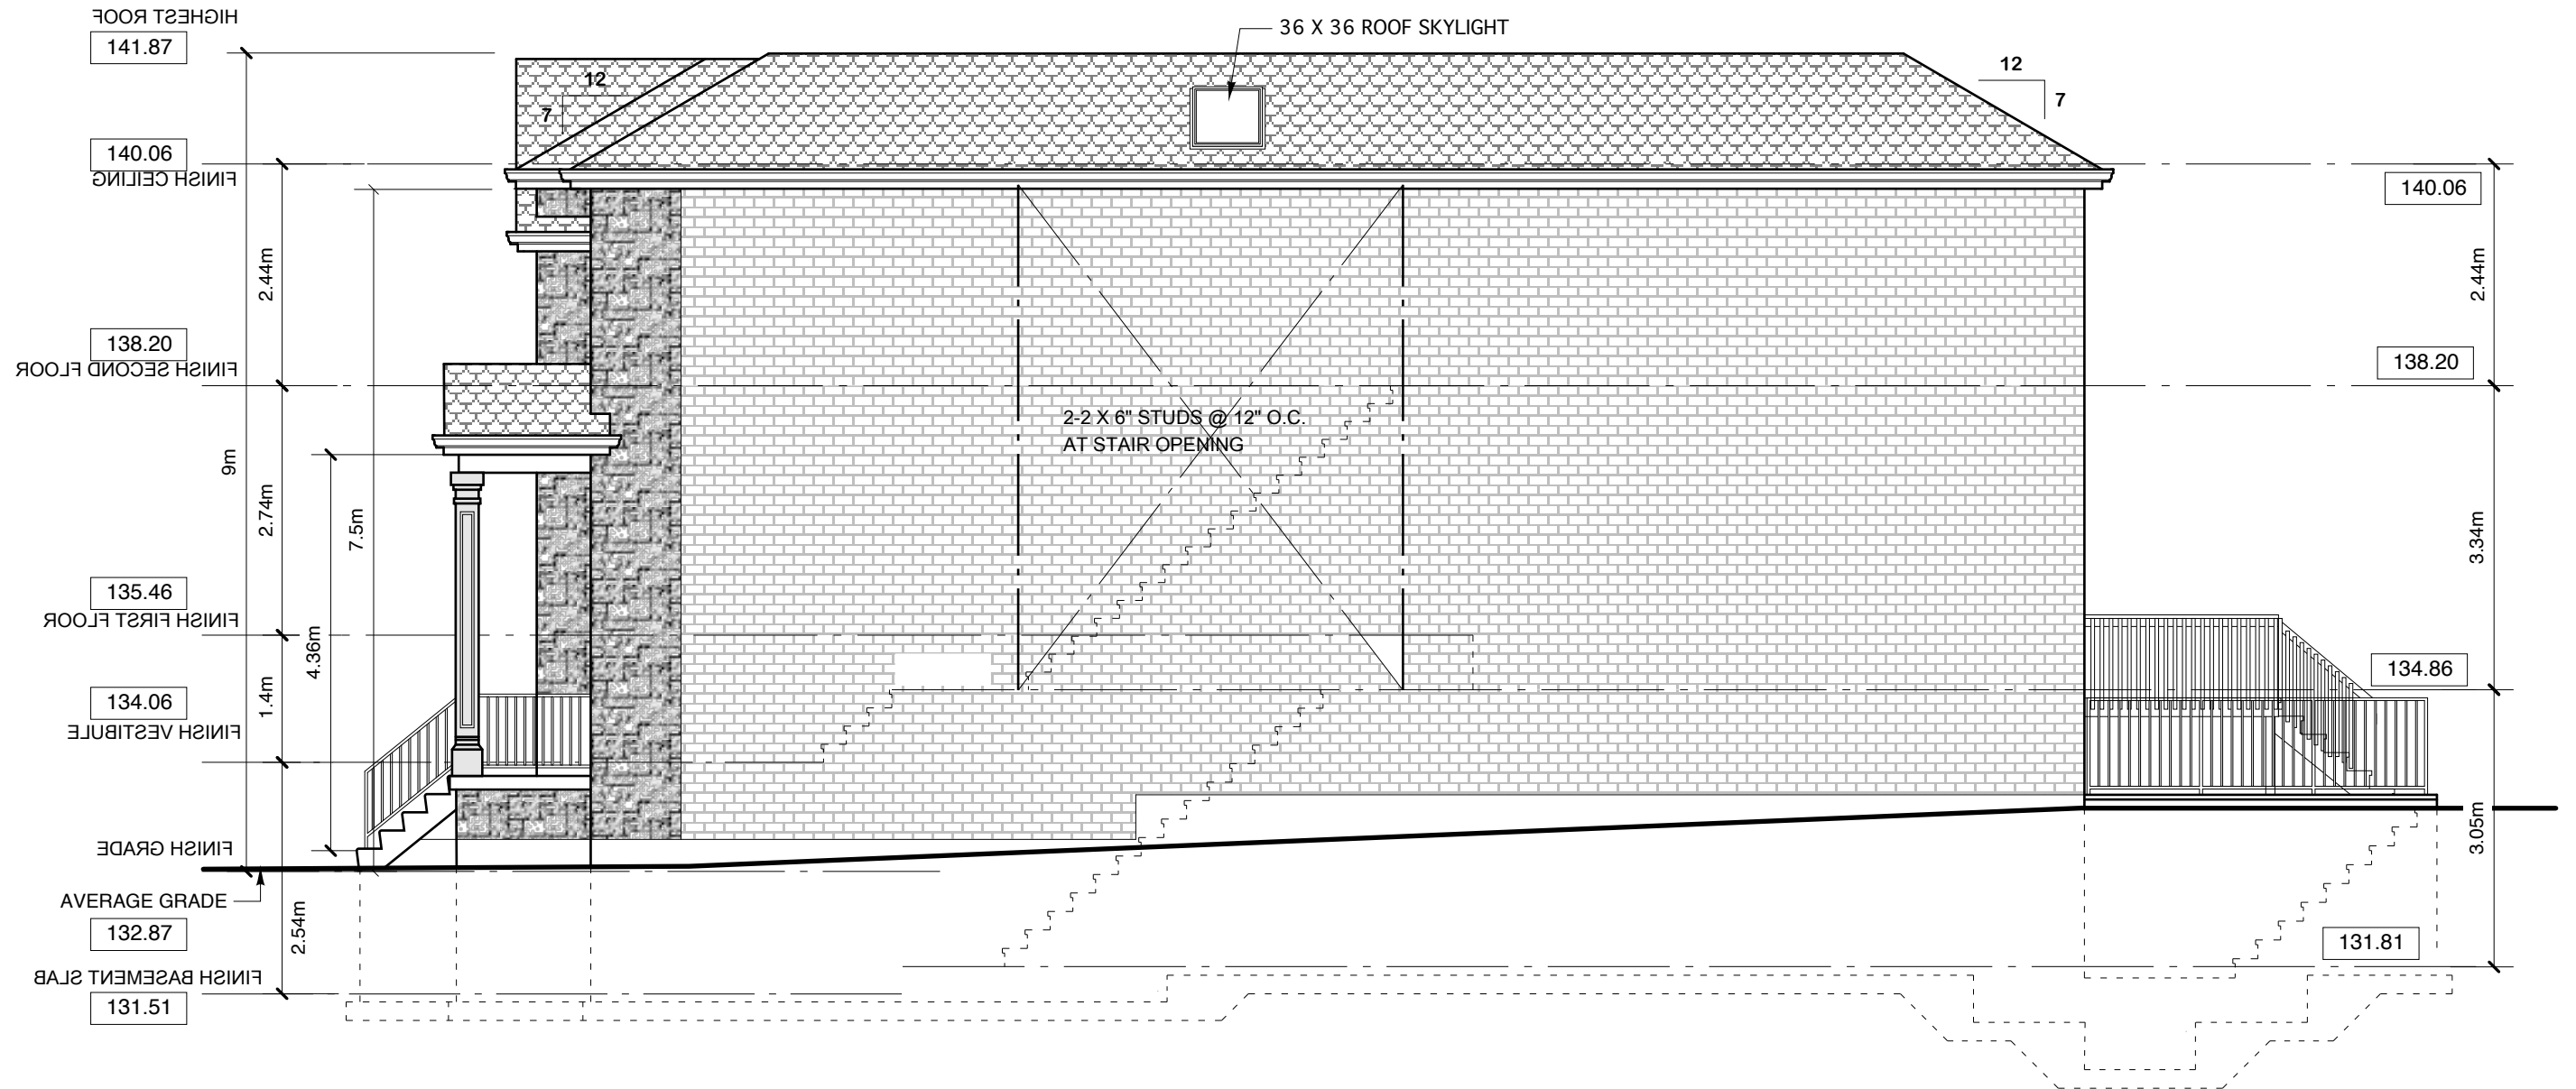 HIGHEST ROOF
141.87
36 X 36 ROOF SKYLIGHT
12
7
12
7
140.06
FINISH CEILING
140.06
2.44m
2.44m
138.20
FINISH SECOND FLOOR
138.20
2-2 X 6" STUDS @ 12" O.C.
AT STAIR OPENING
9m
2.74m
7.5m
3.34m
135.46
FINISH FIRST FLOOR
4.36m
1.4m
134.86
134.06
FINISH VESTIBULE
3.05m
FINISH GRADE
AVERAGE GRADE
132.87
2.54m
131.81
FINISH BASEMENT SLAB
131.51